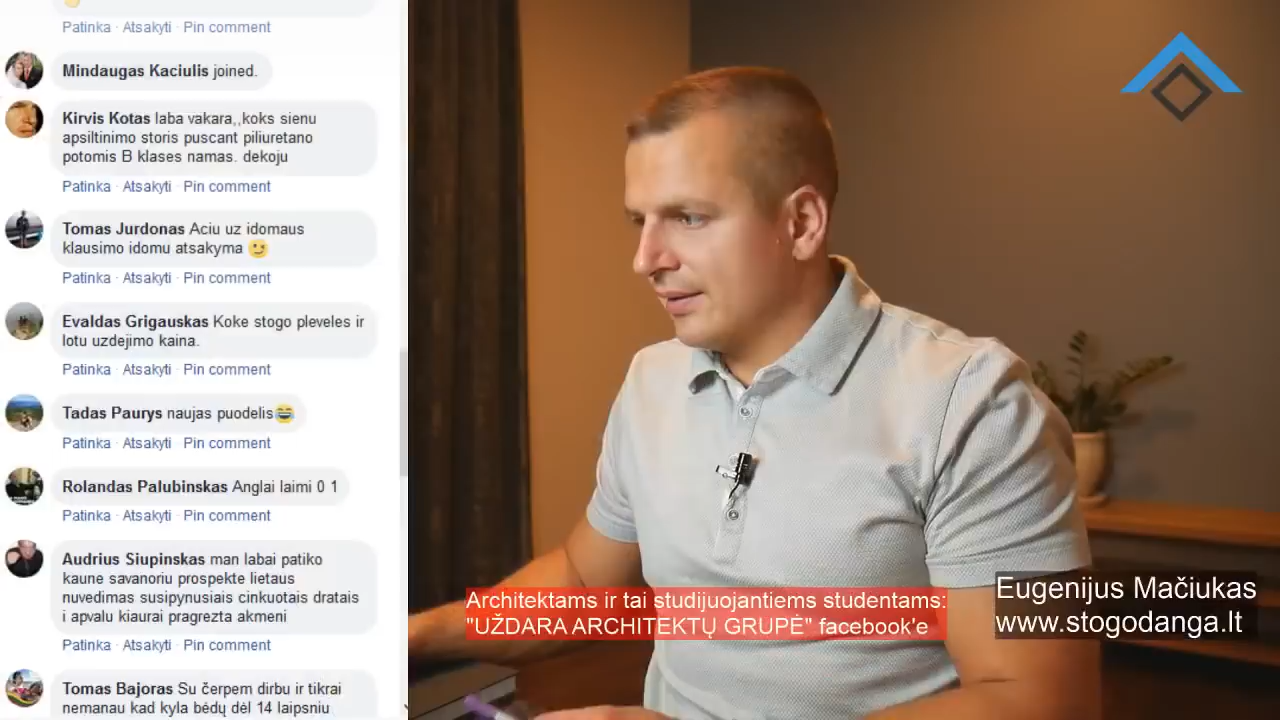 Patinka · Atsakyti · Pin comment
Mindaugas Kaciulis joined.
Kirvis Kotas laba vakara,,koks sienu
apsiltinimo storis puscant piliuretano
potomis B klases namas. dekoju
Patinka · Atsakyti · Pin comment
Tomas Jurdonas Aciu uz idomaus
klausimo idomu atsakyma 😉
Patinka · Atsakyti · Pin comment
Evaldas Grigauskas Koke stogo pleveles ir
lotu uzdejimo kaina.
Patinka · Atsakyti · Pin comment
Tadas Paurys naujas puodelis😂
Patinka · Atsakyti · Pin comment
Rolandas Palubinskas Anglai laimi 0 1
Patinka · Atsakyti · Pin comment
Audrius Siupinskas man labai patiko
kaune savanoriu prospekte lietaus
nuvedimas susipynusiais cinkuotais dratais
i apvalu kiaurai pragrezta akmeni
Patinka · Atsakyti · Pin comment
Tomas Bajoras Su čerpem dirbu ir tikrai
nemanau kad kyla bėdų dėl 14 laipsniu
Architektams ir tai studijuojantiems studentams:
"UŽDARA ARCHITEKTŲ GRUPĖ" facebook'e
Eugenijus Mačiukas
www.stogodanga.lt